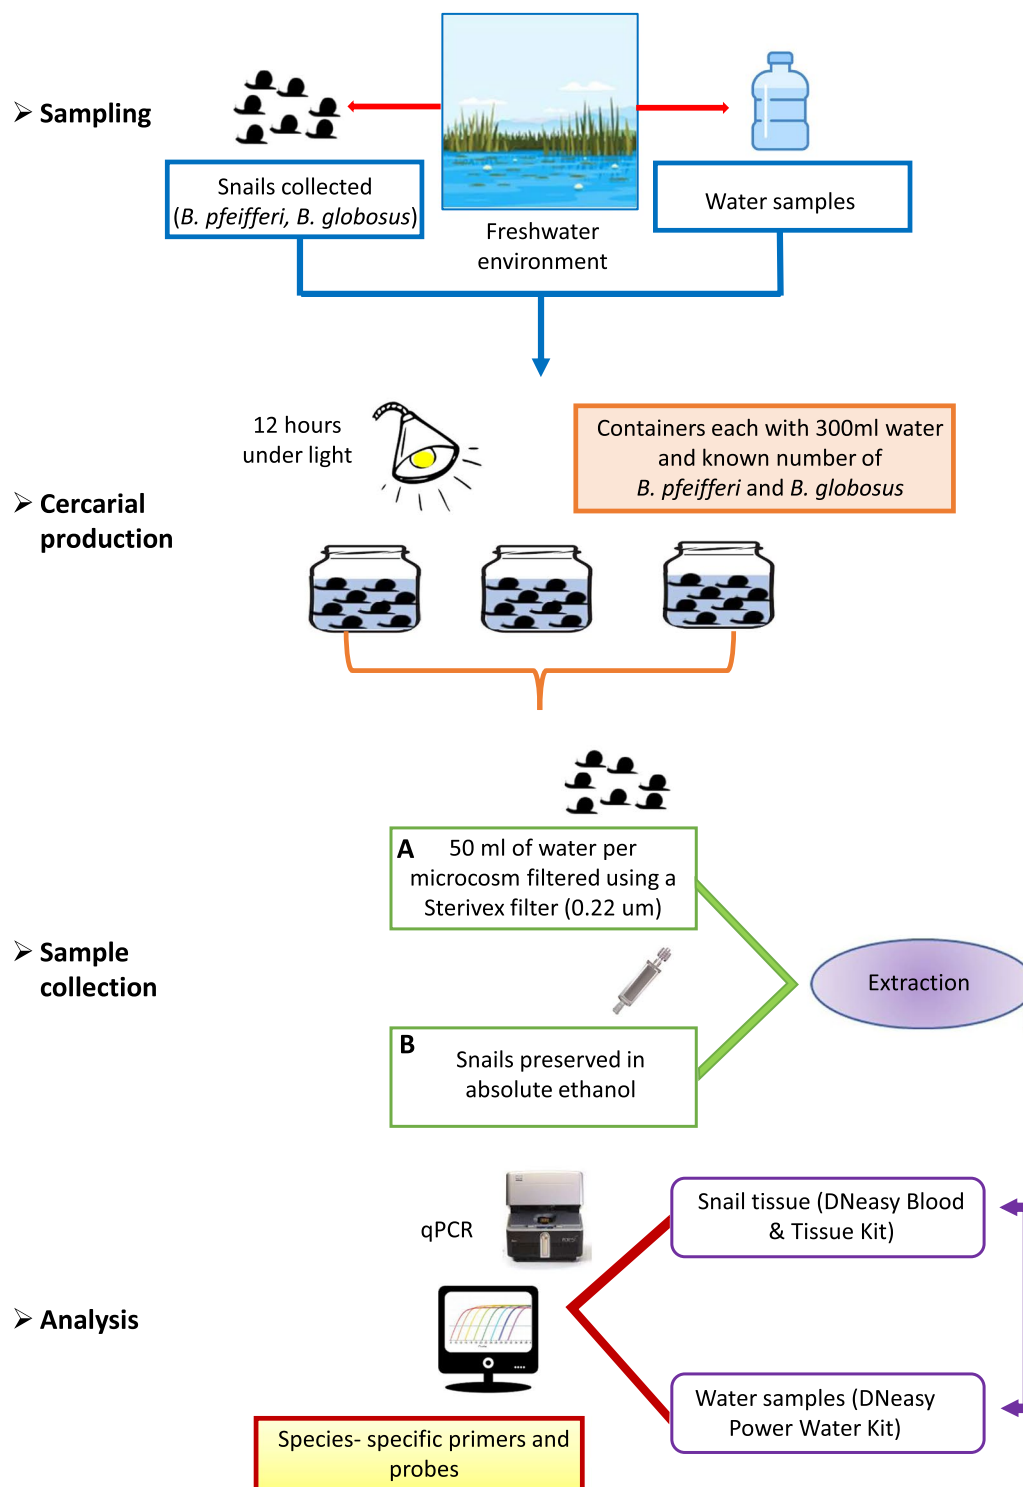 ➢ Sampling
Snails collected
(B. pfeifferi, B. globosus)
Freshwater
environment
Water samples
12 hours
under light
Containers each with 300ml water
and known number of
B. pfeifferi and B. globosus
➢ Cercarial
production
A 50 ml of water per
microcosm filtered using a
Sterivex filter (0.22 um)
➢ Sample
collection
Extraction
B Snails preserved in
absolute ethanol
qPCR
Snail tissue (DNeasy Blood
& Tissue Kit)
➢ Analysis
Water samples (DNeasy
Power Water Kit)
Species- specific primers and
probes